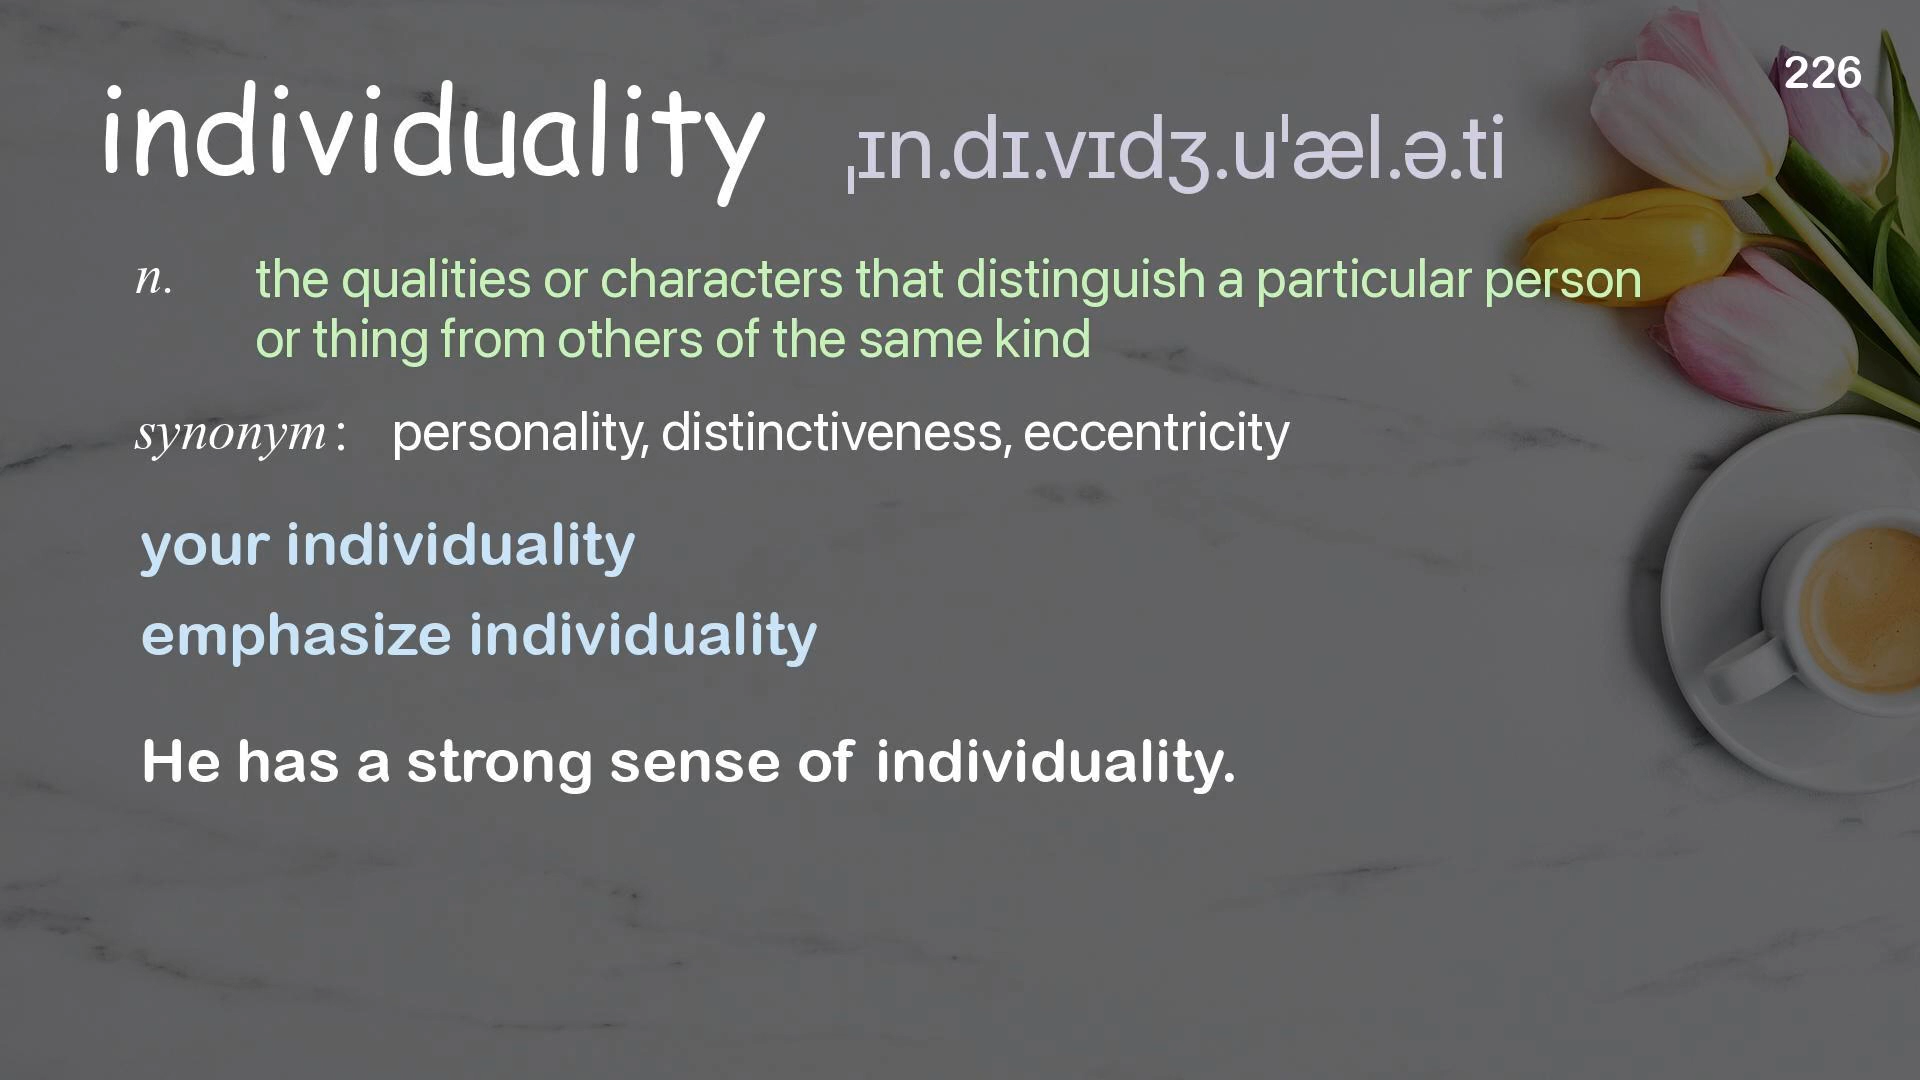 226
individuality ˌɪn.dɪ.vɪdʒ.uˈæl.ə.ti
n. the qualities or characters that distinguish a particular person
or thing from others of the same kind
synonym: personality, distinctiveness, eccentricity
your individuality
emphasize individuality
He has a strong sense of individuality.